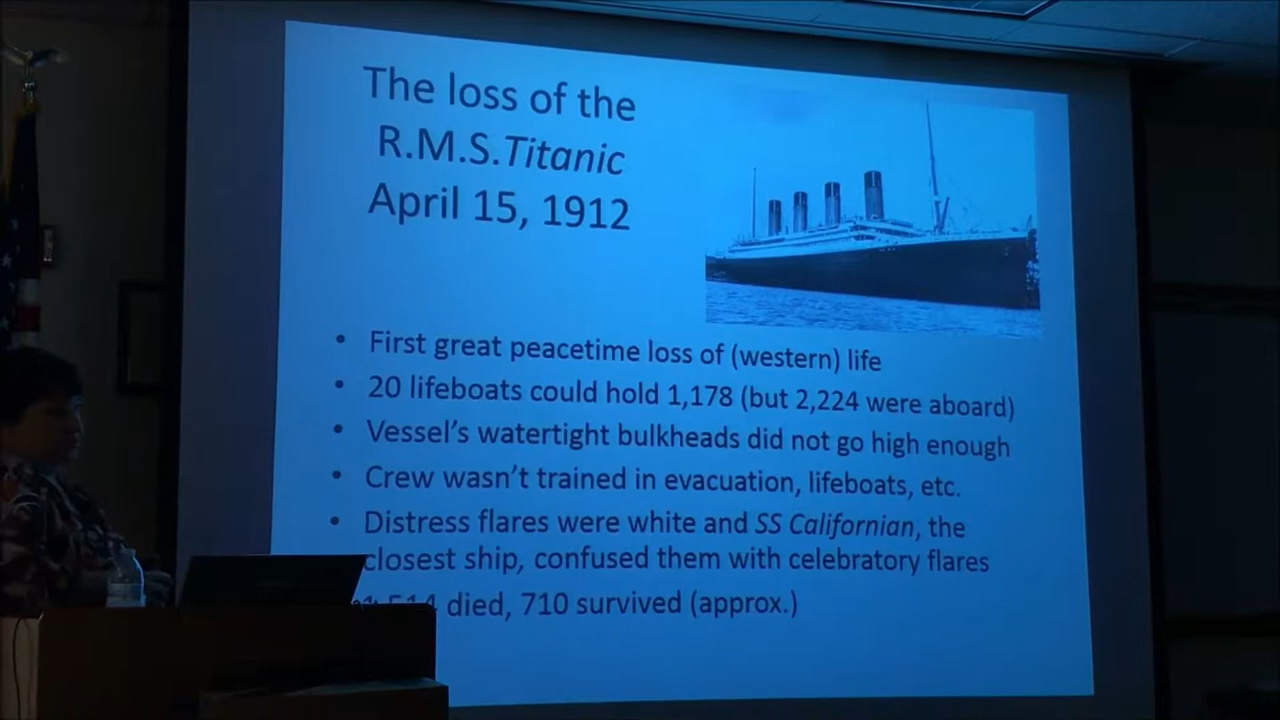 The loss of the
R.M.S.Titanic
April 15, 1912
• First great peacetime loss of (western) life
• 20 lifeboats could hold 1,178 (but 2,224 were aboard)
• Vessel's watertight bulkheads did not go high enough
• Crew wasn't trained in evacuation, lifeboats, etc.
• Distress flares were white and SS Californian, the
closest ship, confused them with celebratory flares
died, 710 survived (approx.)